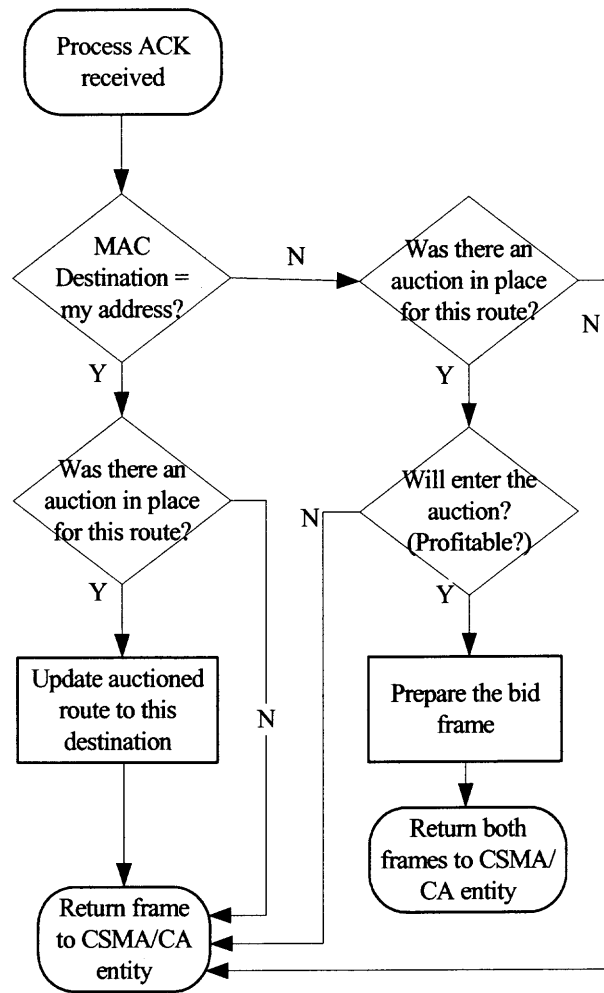 Process ACK
received
MAC
Destination =
my address?
N
Was there an
auction in place
for this route?
N
Y
Y
Was there an
auction in place
for this route?
N
Will enter the
auction?
(Profitable?)
Y
Y
Update auctioned
route to this
destination
N
Prepare the bid
frame
Return both
frames to CSMA/
CA entity
Return frame
to CSMA/CA
entity